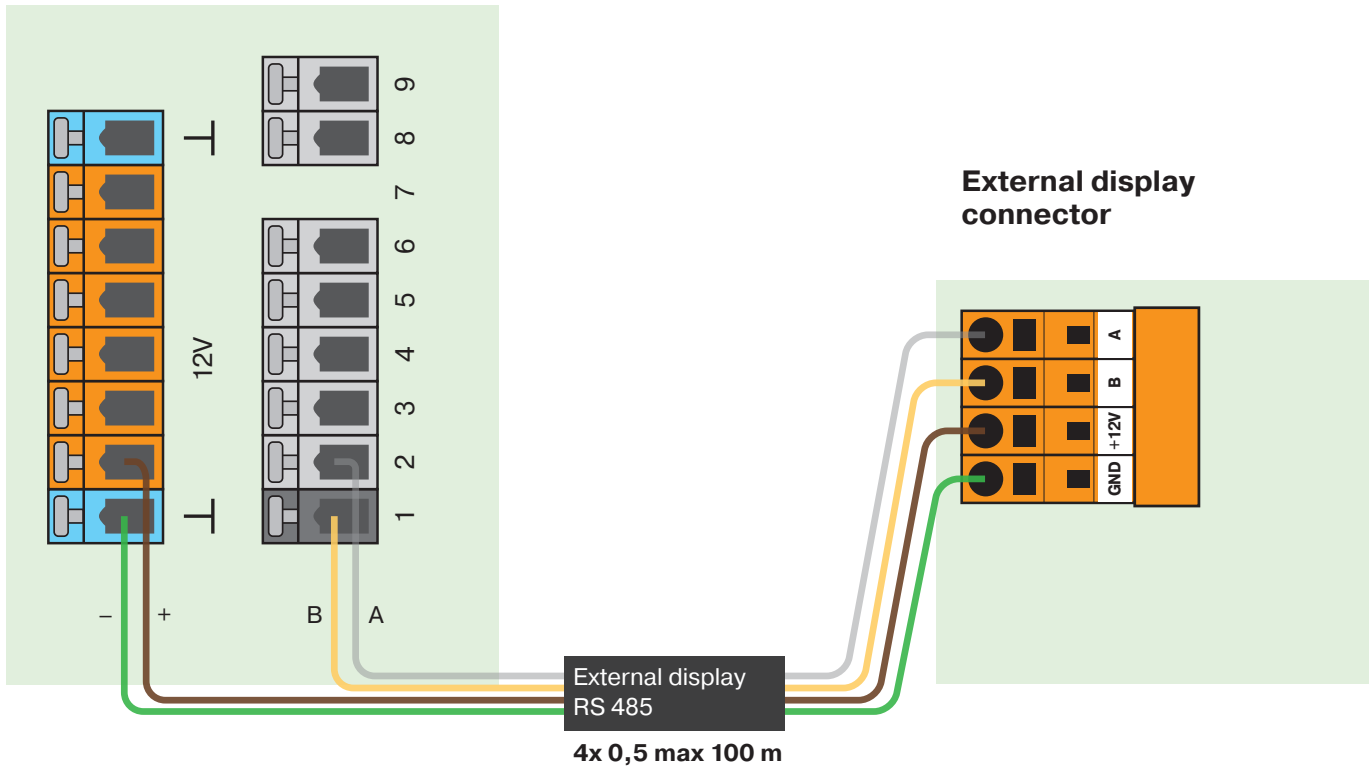 9
8
7
6
5
4
3
2
1
12V
– +
B A
External display
connector
A
B
+12V
GND
External display
RS 485
4x 0,5 max 100 m